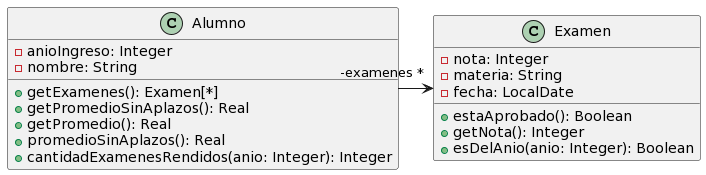 C Alumno
anioIngreso: Integer
nombre: String
getExamenes(): Examen[*]
getPromedioSinAplazos(): Real
getPromedio(): Real
promedioSinAplazos(): Real
cantidadExamenesRendidos(anio: Integer): Integer
-examenes *
C Examen
nota: Integer
materia: String
fecha: LocalDate
estaAprobado(): Boolean
getNota(): Integer
esDelAnio(anio: Integer): Boolean